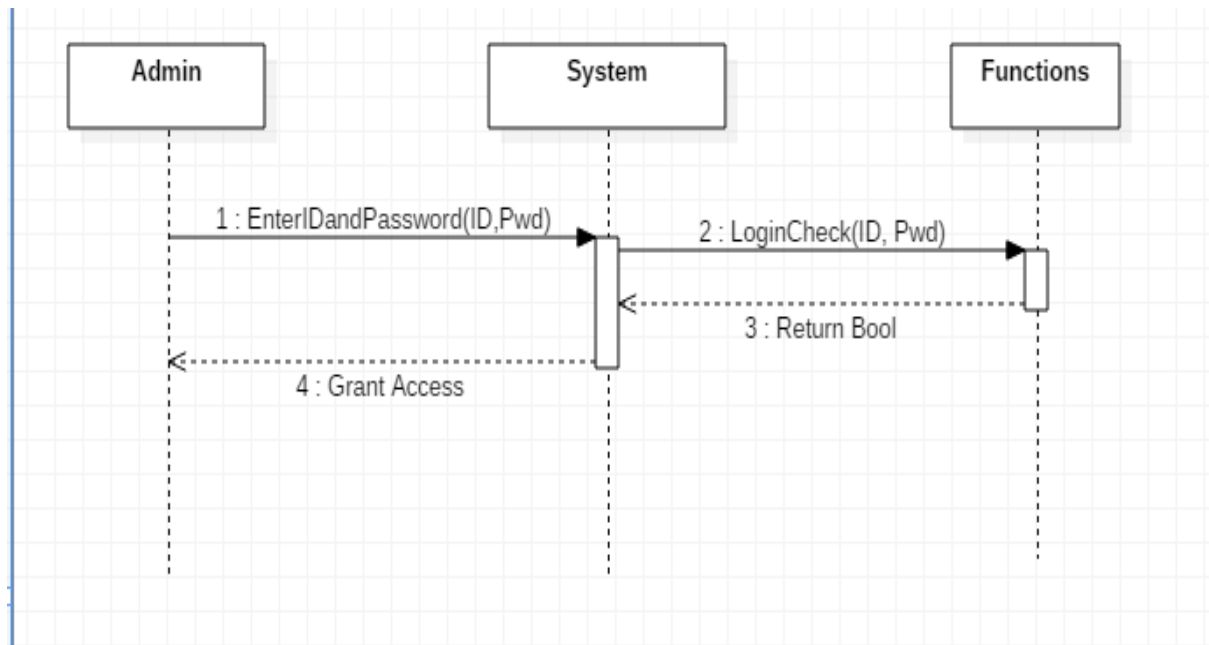 Admin
System
Functions
1 : EnterIDandPassword(ID,Pwd)
2 : LoginCheck(ID, Pwd)
3 : Return Bool
4 : Grant Access